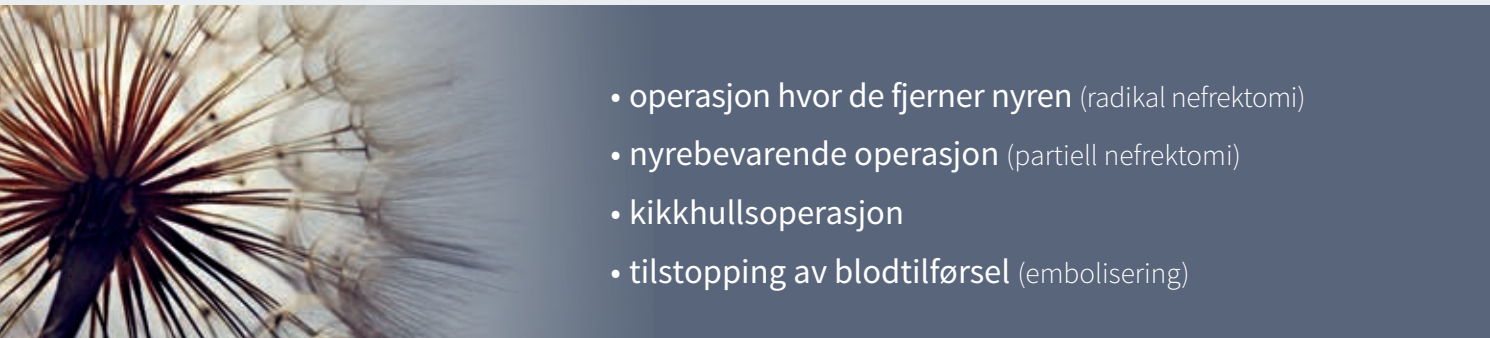 • operasjon hvor de fjerner nyren (radikal nefrektomi)
• nyrebevarende operasjon (partiell nefrektomi)
• kikkhullsoperasjon
• tilstopping av blodtilførsel (embolisering)